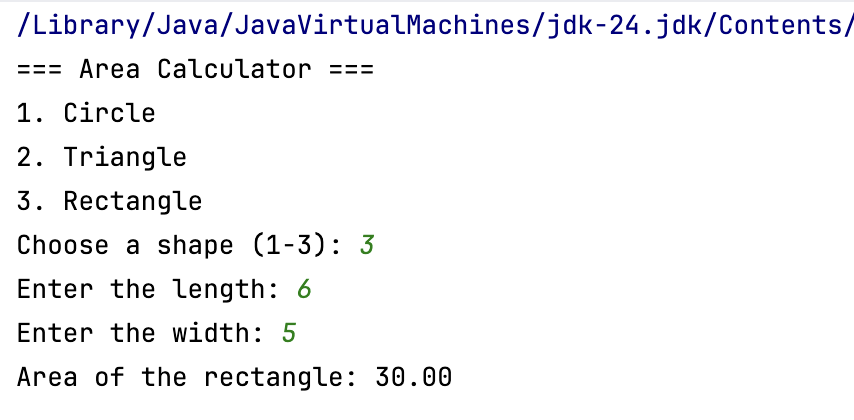 /Library/Java/JavaVirtualMachines/jdk-24.jdk/Contents/
=== Area Calculator ===
1. Circle
2. Triangle
3. Rectangle
Choose a shape (1-3): 3
Enter the length: 6
Enter the width: 5
Area of the rectangle: 30.00